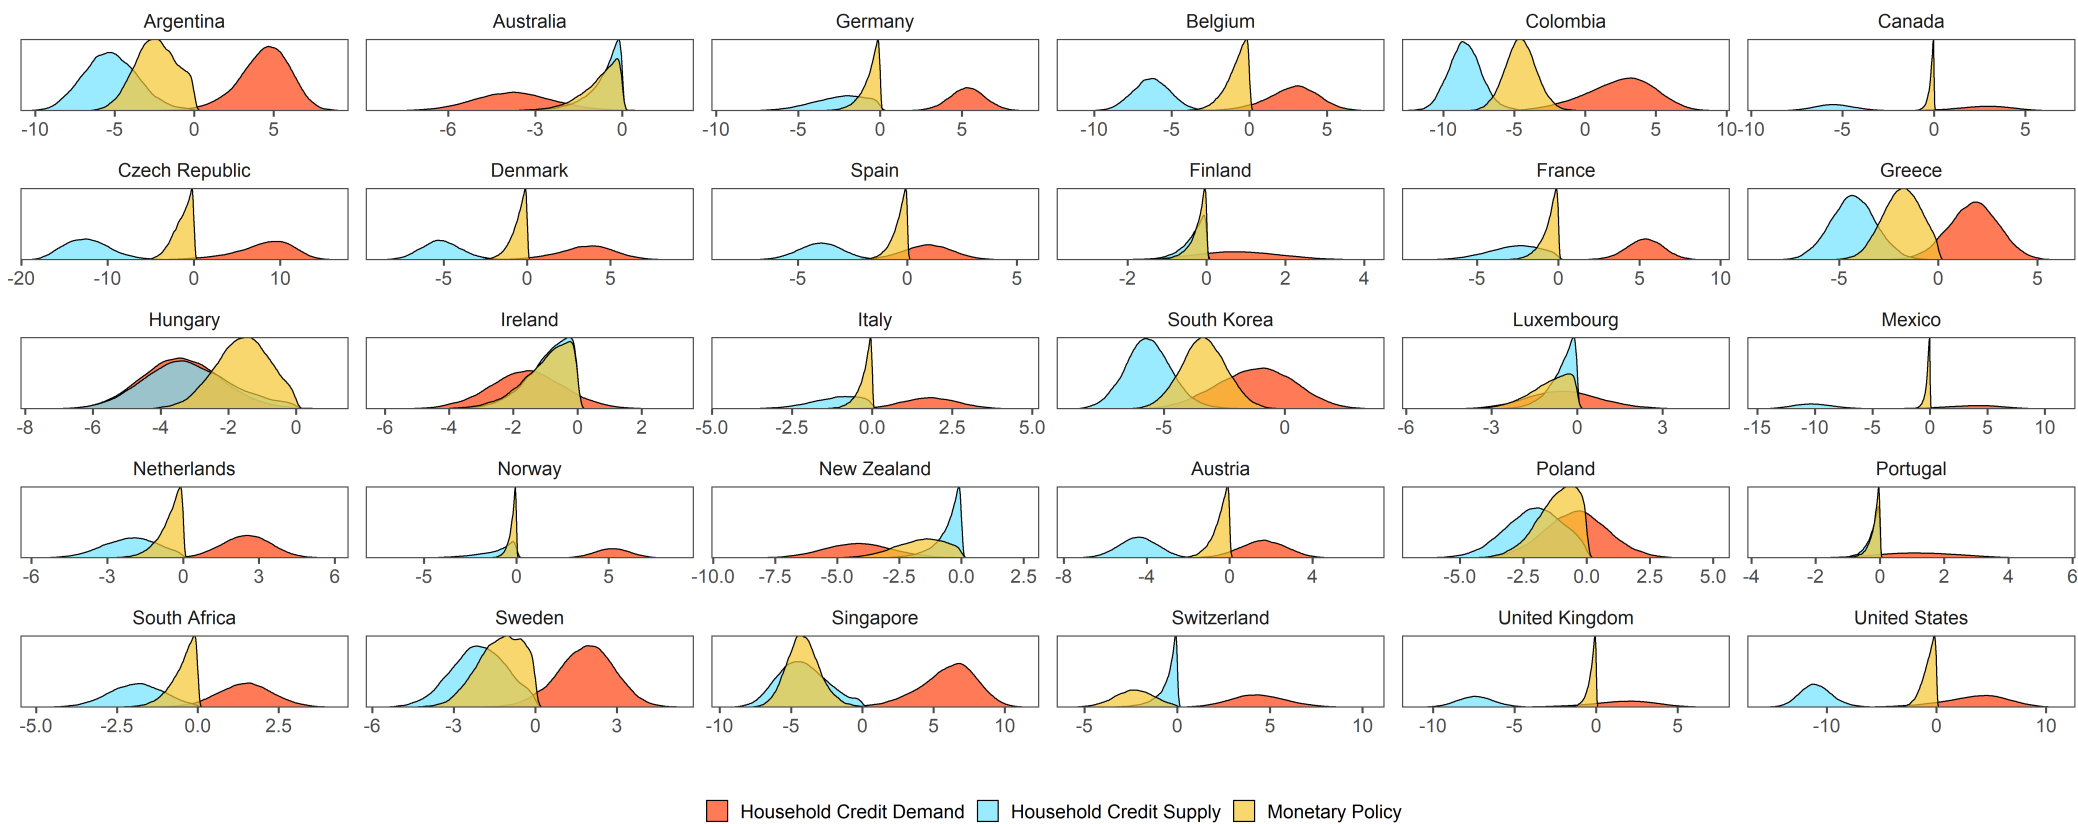 Argentina Australia Germany Belgium Colombia Canada
-10 -5 0 5 -6 -3 0 -10 -5 0 5 -10 -5 0 5 -10 -5 0 5 10 -10 -5 0 5
Czech Republic Denmark Spain Finland France Greece
-20 -10 0 10 -5 0 5 -5 0 5 -2 0 2 4 -5 0 5 10 -5 0 5
Hungary Ireland Italy South Korea Luxembourg Mexico
-8 -6 -4 -2 0 -6 -4 -2 0 2 -5.0 -2.5 0.0 2.5 5.0 -5 0 -6 -3 0 3 -15 -10 -5 0 5 10
Netherlands Norway New Zealand Austria Poland Portugal
-6 -3 0 3 6 -5 0 5 -10.0 -7.5 -5.0 -2.5 0.0 2.5 -8 -4 0 4 -5.0 -2.5 0.0 2.5 5.0 -4 -2 0 2 4 6
South Africa Sweden Singapore Switzerland United Kingdom United States
-5.0 -2.5 0.0 2.5 -6 -3 0 3 -10 -5 0 5 10 -5 0 5 10 -10 -5 0 5 -10 0 10
Household Credit Demand Household Credit Supply Monetary Policy